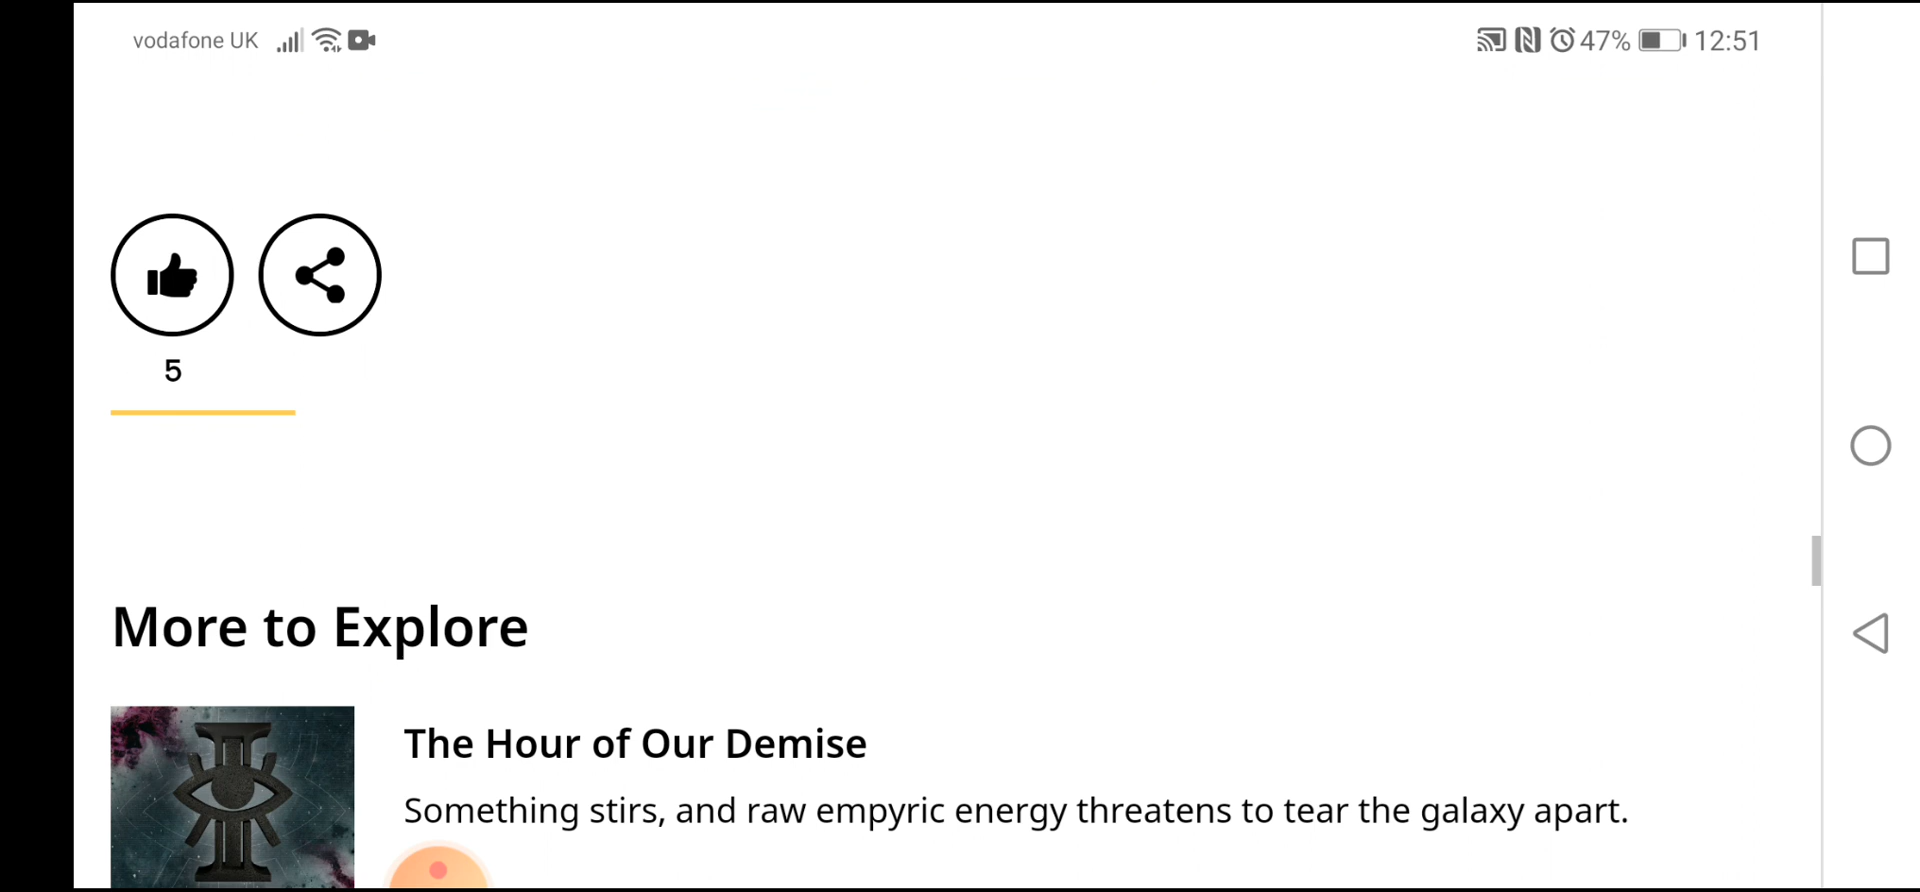 vodafone UK 47% 12:51
5
More to Explore
The Hour of Our Demise
Something stirs, and raw empyric energy threatens to tear the galaxy apart.